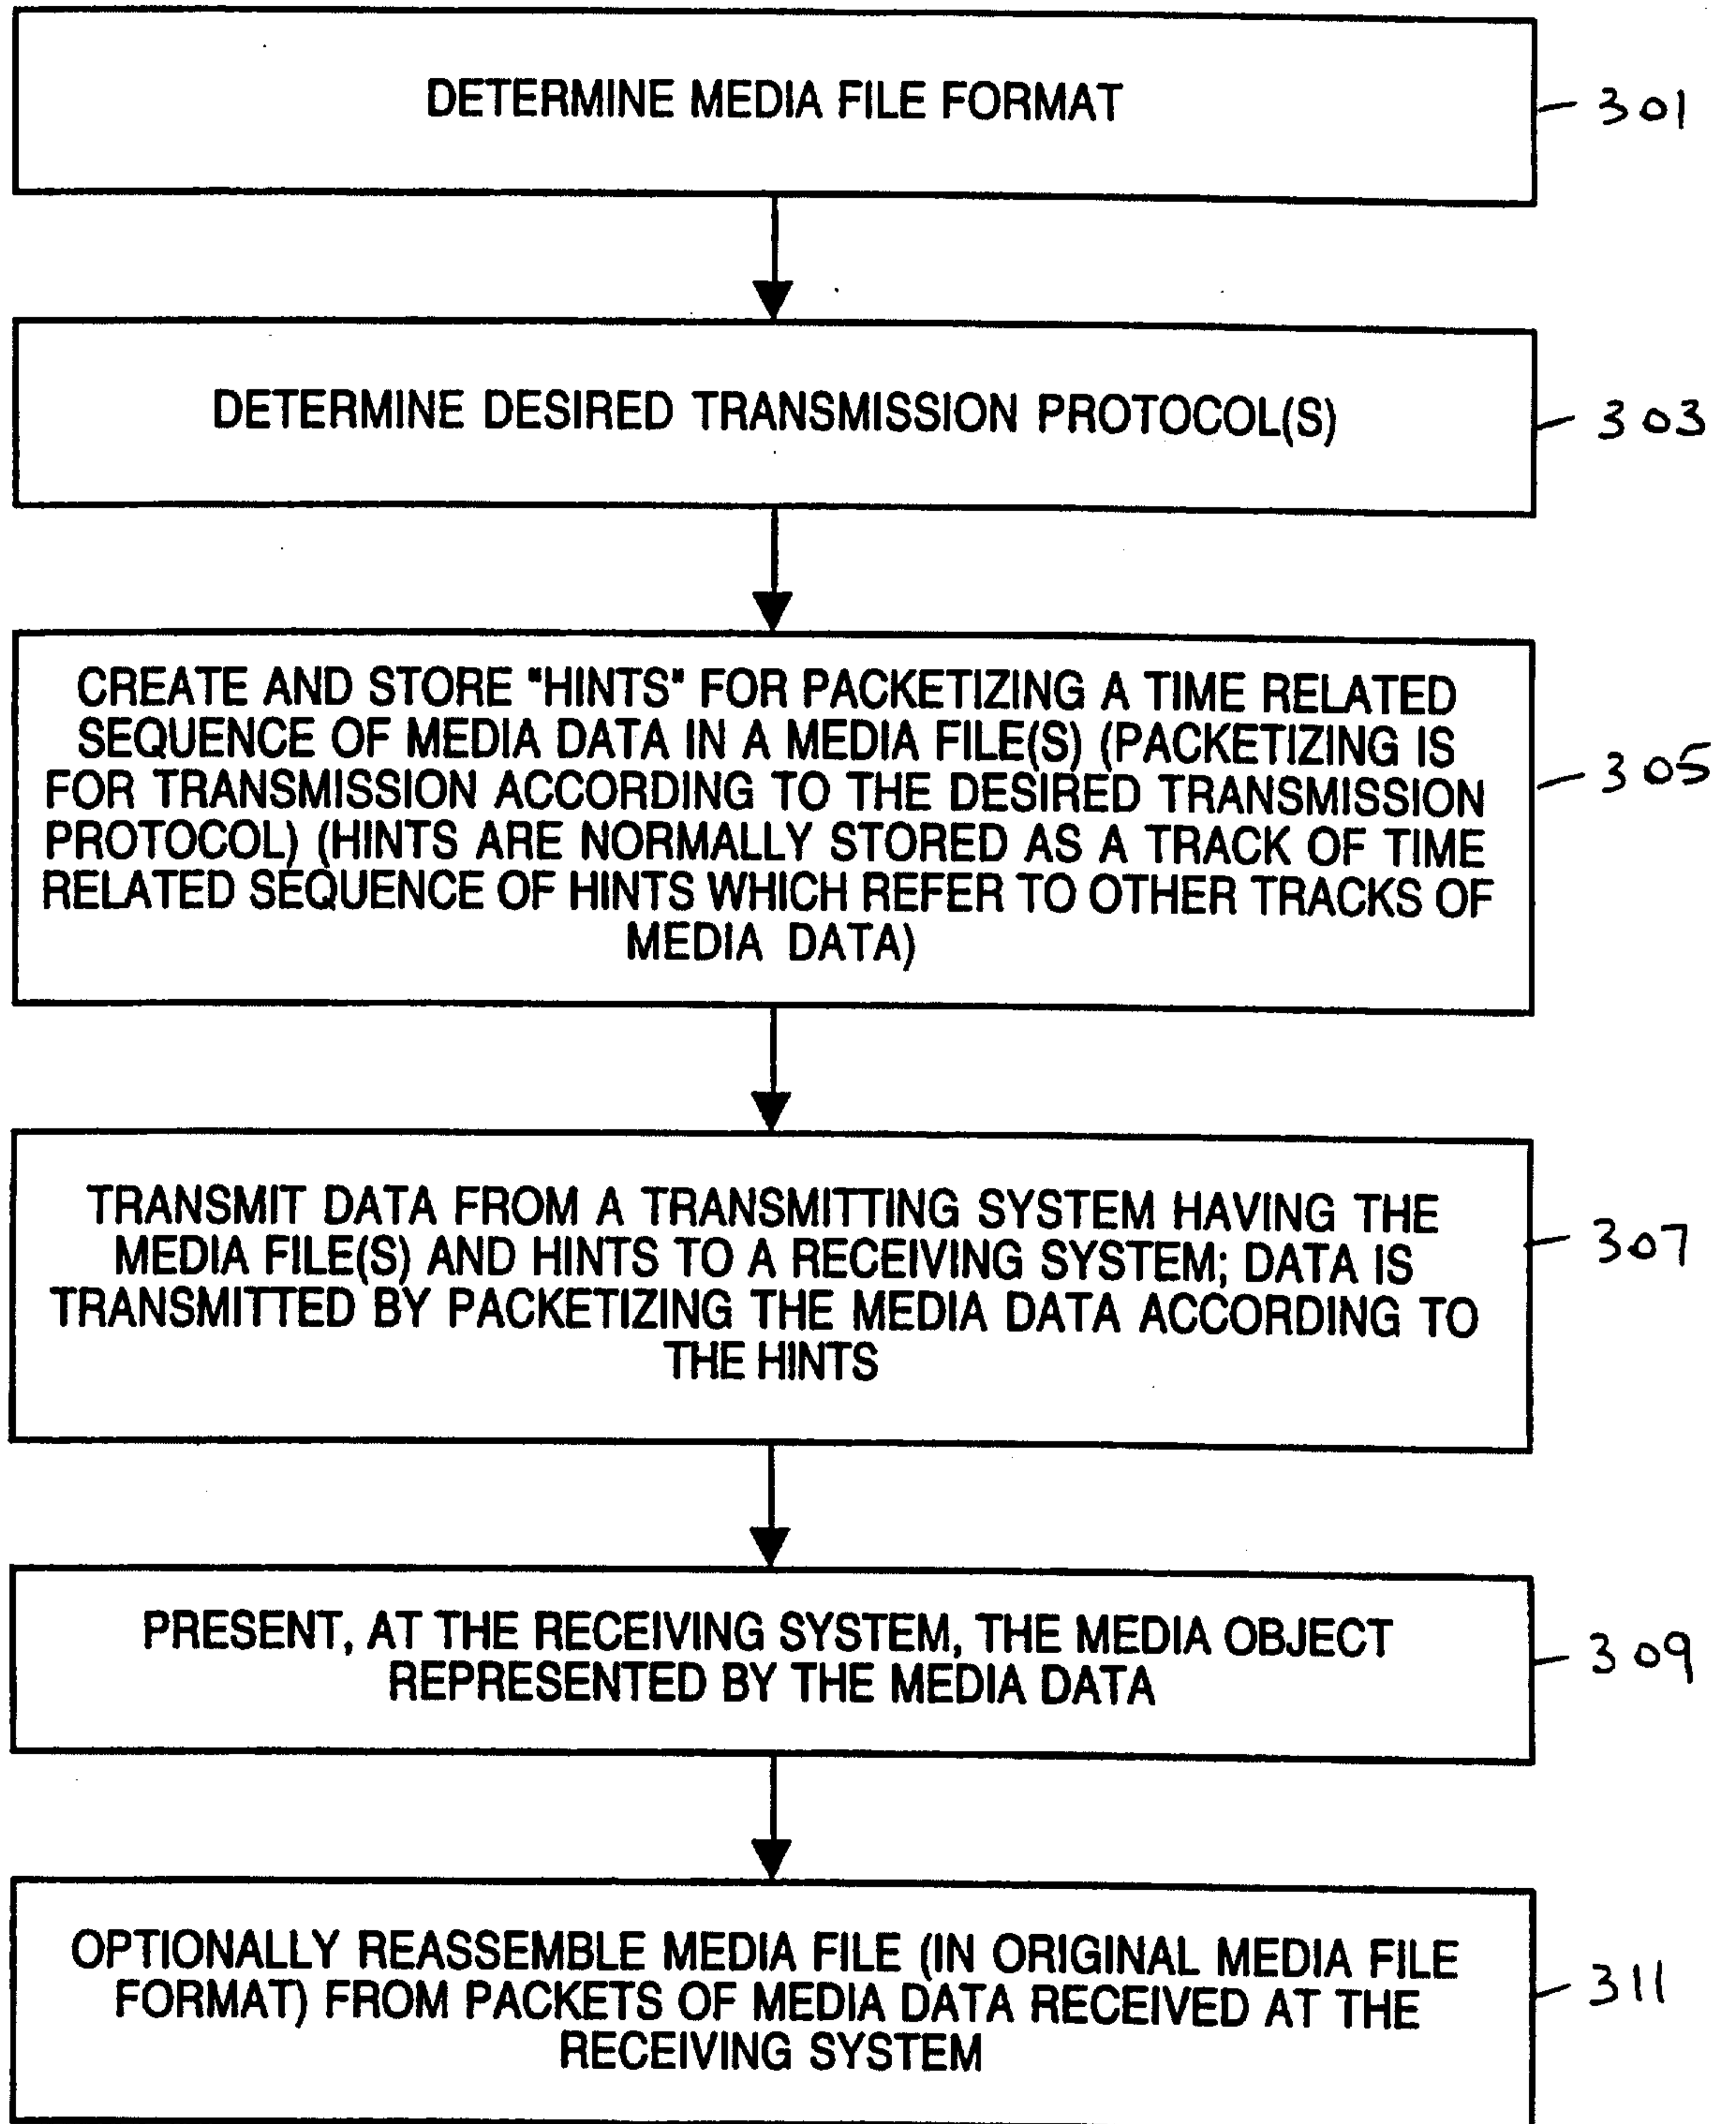 DETERMINE MEDIA FILE FORMAT
301
DETERMINE DESIRED TRANSMISSION PROTOCOL(S)
303
CREATE AND STORE "HINTS" FOR PACKETIZING A TIME RELATED
SEQUENCE OF MEDIA DATA IN A MEDIA FILE(S) (PACKETIZING IS
FOR TRANSMISSION ACCORDING TO THE DESIRED TRANSMISSION
PROTOCOL) (HINTS ARE NORMALLY STORED AS A TRACK OF TIME
RELATED SEQUENCE OF HINTS WHICH REFER TO OTHER TRACKS OF
MEDIA DATA)
305
TRANSMIT DATA FROM A TRANSMITTING SYSTEM HAVING THE
MEDIA FILE(S) AND HINTS TO A RECEIVING SYSTEM; DATA IS
TRANSMITTED BY PACKETIZING THE MEDIA DATA ACCORDING TO
THE HINTS
307
PRESENT, AT THE RECEIVING SYSTEM, THE MEDIA OBJECT
REPRESENTED BY THE MEDIA DATA
309
OPTIONALLY REASSEMBLE MEDIA FILE (IN ORIGINAL MEDIA FILE
FORMAT) FROM PACKETS OF MEDIA DATA RECEIVED AT THE
RECEIVING SYSTEM
311